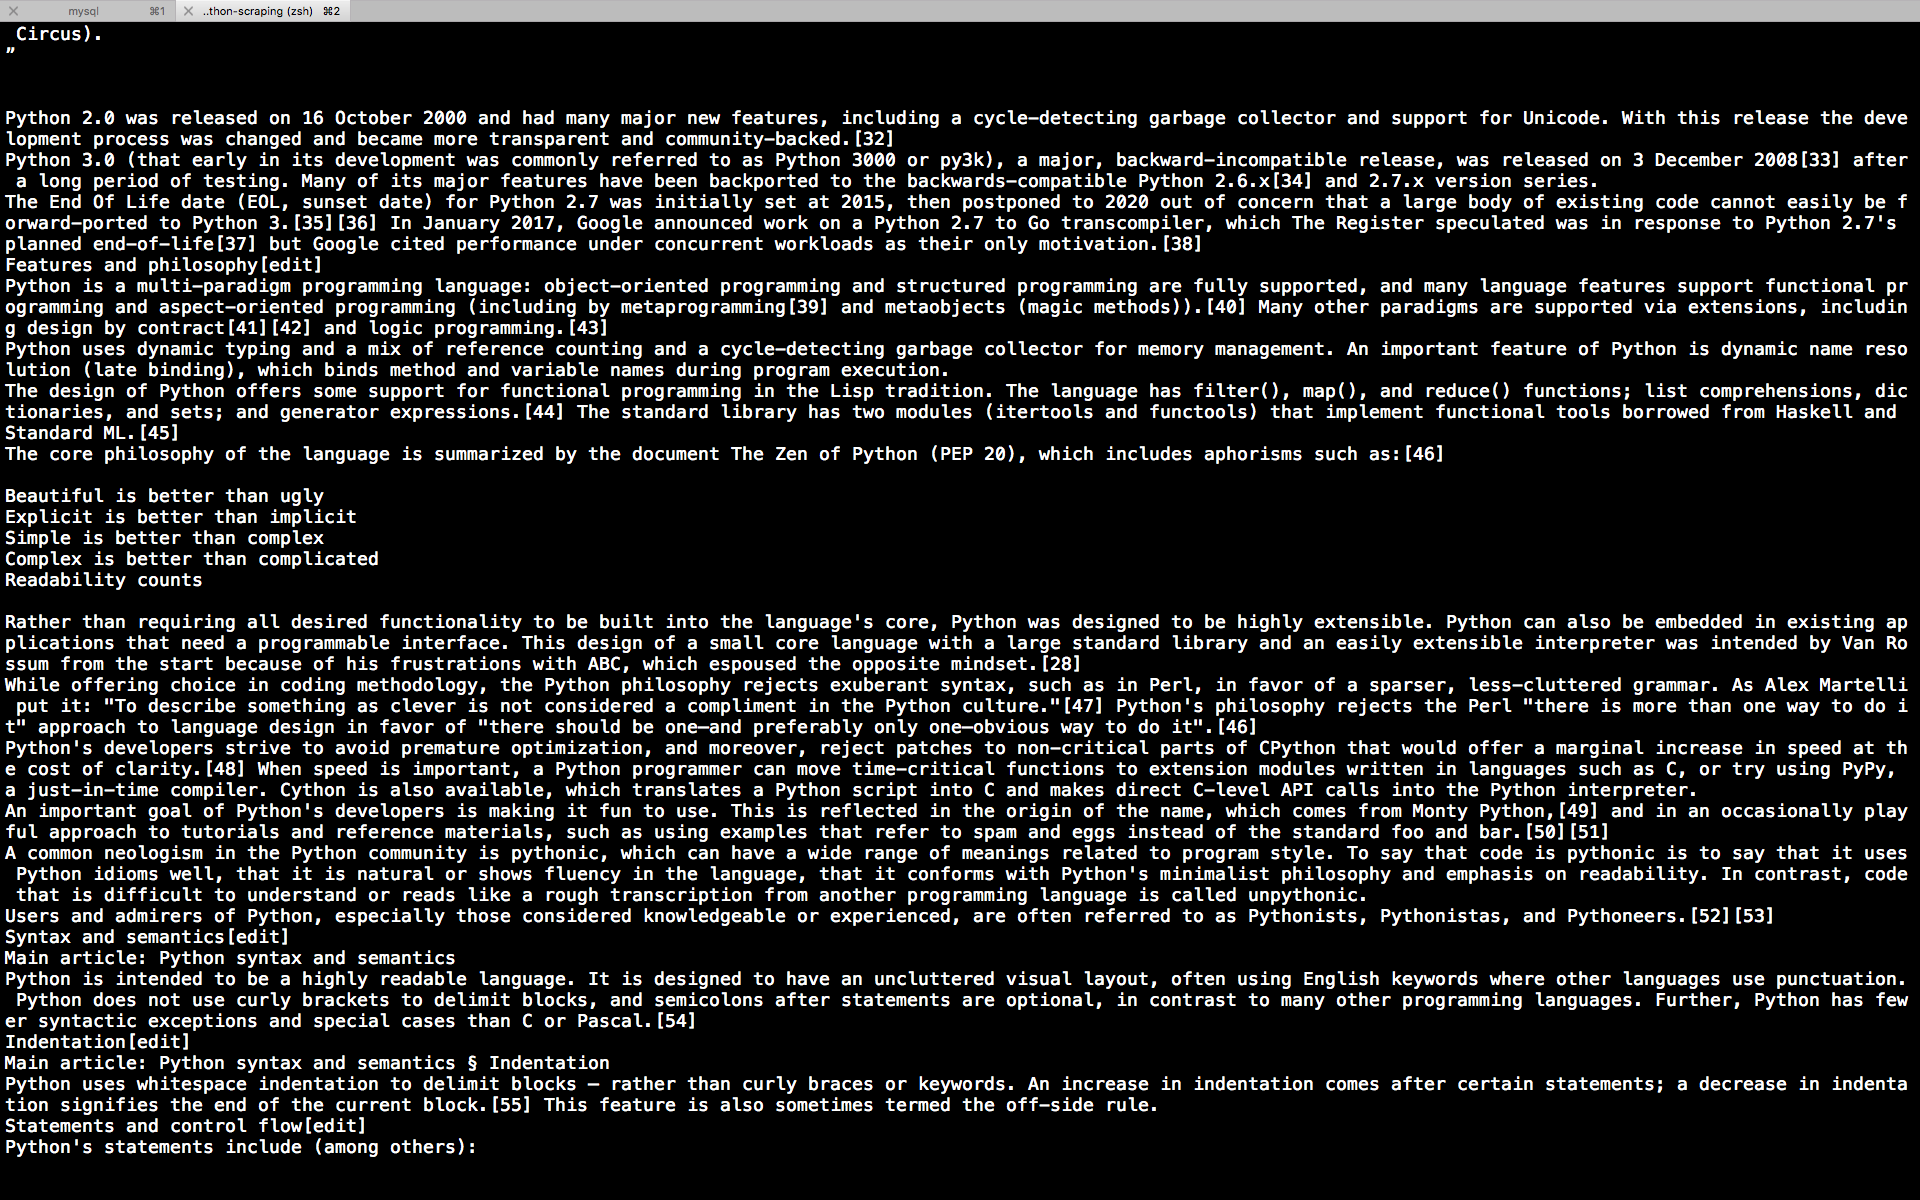 mysql ⌘1 ..thon-scraping (zsh) ⌘2
Circus).
”
Python 2.0 was released on 16 October 2000 and had many major new features, including a cycle-detecting garbage collector and support for Unicode. With this release the deve
lopment process was changed and became more transparent and community-backed.[32]
Python 3.0 (that early in its development was commonly referred to as Python 3000 or py3k), a major, backward-incompatible release, was released on 3 December 2008[33] after
a long period of testing. Many of its major features have been backported to the backwards-compatible Python 2.6.x[34] and 2.7.x version series.
The End Of Life date (EOL, sunset date) for Python 2.7 was initially set at 2015, then postponed to 2020 out of concern that a large body of existing code cannot easily be f
orward-ported to Python 3.[35][36] In January 2017, Google announced work on a Python 2.7 to Go transcompiler, which The Register speculated was in response to Python 2.7's
planned end-of-life[37] but Google cited performance under concurrent workloads as their only motivation.[38]
Features and philosophy[edit]
Python is a multi-paradigm programming language: object-oriented programming and structured programming are fully supported, and many language features support functional pr
ogramming and aspect-oriented programming (including by metaprogramming[39] and metaobjects (magic methods)).[40] Many other paradigms are supported via extensions, includin
g design by contract[41][42] and logic programming.[43]
Python uses dynamic typing and a mix of reference counting and a cycle-detecting garbage collector for memory management. An important feature of Python is dynamic name reso
lution (late binding), which binds method and variable names during program execution.
The design of Python offers some support for functional programming in the Lisp tradition. The language has filter(), map(), and reduce() functions; list comprehensions, dic
tionaries, and sets; and generator expressions.[44] The standard library has two modules (itertools and functools) that implement functional tools borrowed from Haskell and
Standard ML.[45]
The core philosophy of the language is summarized by the document The Zen of Python (PEP 20), which includes aphorisms such as:[46]
Beautiful is better than ugly
Explicit is better than implicit
Simple is better than complex
Complex is better than complicated
Readability counts
Rather than requiring all desired functionality to be built into the language's core, Python was designed to be highly extensible. Python can also be embedded in existing ap
plications that need a programmable interface. This design of a small core language with a large standard library and an easily extensible interpreter was intended by Van Ro
ssum from the start because of his frustrations with ABC, which espoused the opposite mindset.[28]
While offering choice in coding methodology, the Python philosophy rejects exuberant syntax, such as in Perl, in favor of a sparser, less-cluttered grammar. As Alex Martelli
put it: "To describe something as clever is not considered a compliment in the Python culture."[47] Python's philosophy rejects the Perl "there is more than one way to do i
t" approach to language design in favor of "there should be one—and preferably only one—obvious way to do it".[46]
Python's developers strive to avoid premature optimization, and moreover, reject patches to non-critical parts of CPython that would offer a marginal increase in speed at th
e cost of clarity.[48] When speed is important, a Python programmer can move time-critical functions to extension modules written in languages such as C, or try using PyPy,
a just-in-time compiler. Cython is also available, which translates a Python script into C and makes direct C-level API calls into the Python interpreter.
An important goal of Python's developers is making it fun to use. This is reflected in the origin of the name, which comes from Monty Python,[49] and in an occasionally play
ful approach to tutorials and reference materials, such as using examples that refer to spam and eggs instead of the standard foo and bar.[50][51]
A common neologism in the Python community is pythonic, which can have a wide range of meanings related to program style. To say that code is pythonic is to say that it uses
Python idioms well, that it is natural or shows fluency in the language, that it conforms with Python's minimalist philosophy and emphasis on readability. In contrast, code
that is difficult to understand or reads like a rough transcription from another programming language is called unpythonic.
Users and admirers of Python, especially those considered knowledgeable or experienced, are often referred to as Pythonists, Pythonistas, and Pythoneers.[52][53]
Syntax and semantics[edit]
Main article: Python syntax and semantics
Python is intended to be a highly readable language. It is designed to have an uncluttered visual layout, often using English keywords where other languages use punctuation.
Python does not use curly brackets to delimit blocks, and semicolons after statements are optional, in contrast to many other programming languages. Further, Python has few
er syntactic exceptions and special cases than C or Pascal.[54]
Indentation[edit]
Main article: Python syntax and semantics § Indentation
Python uses whitespace indentation to delimit blocks – rather than curly braces or keywords. An increase in indentation comes after certain statements; a decrease in indenta
tion signifies the end of the current block.[55] This feature is also sometimes termed the off-side rule.
Statements and control flow[edit]
Python's statements include (among others):